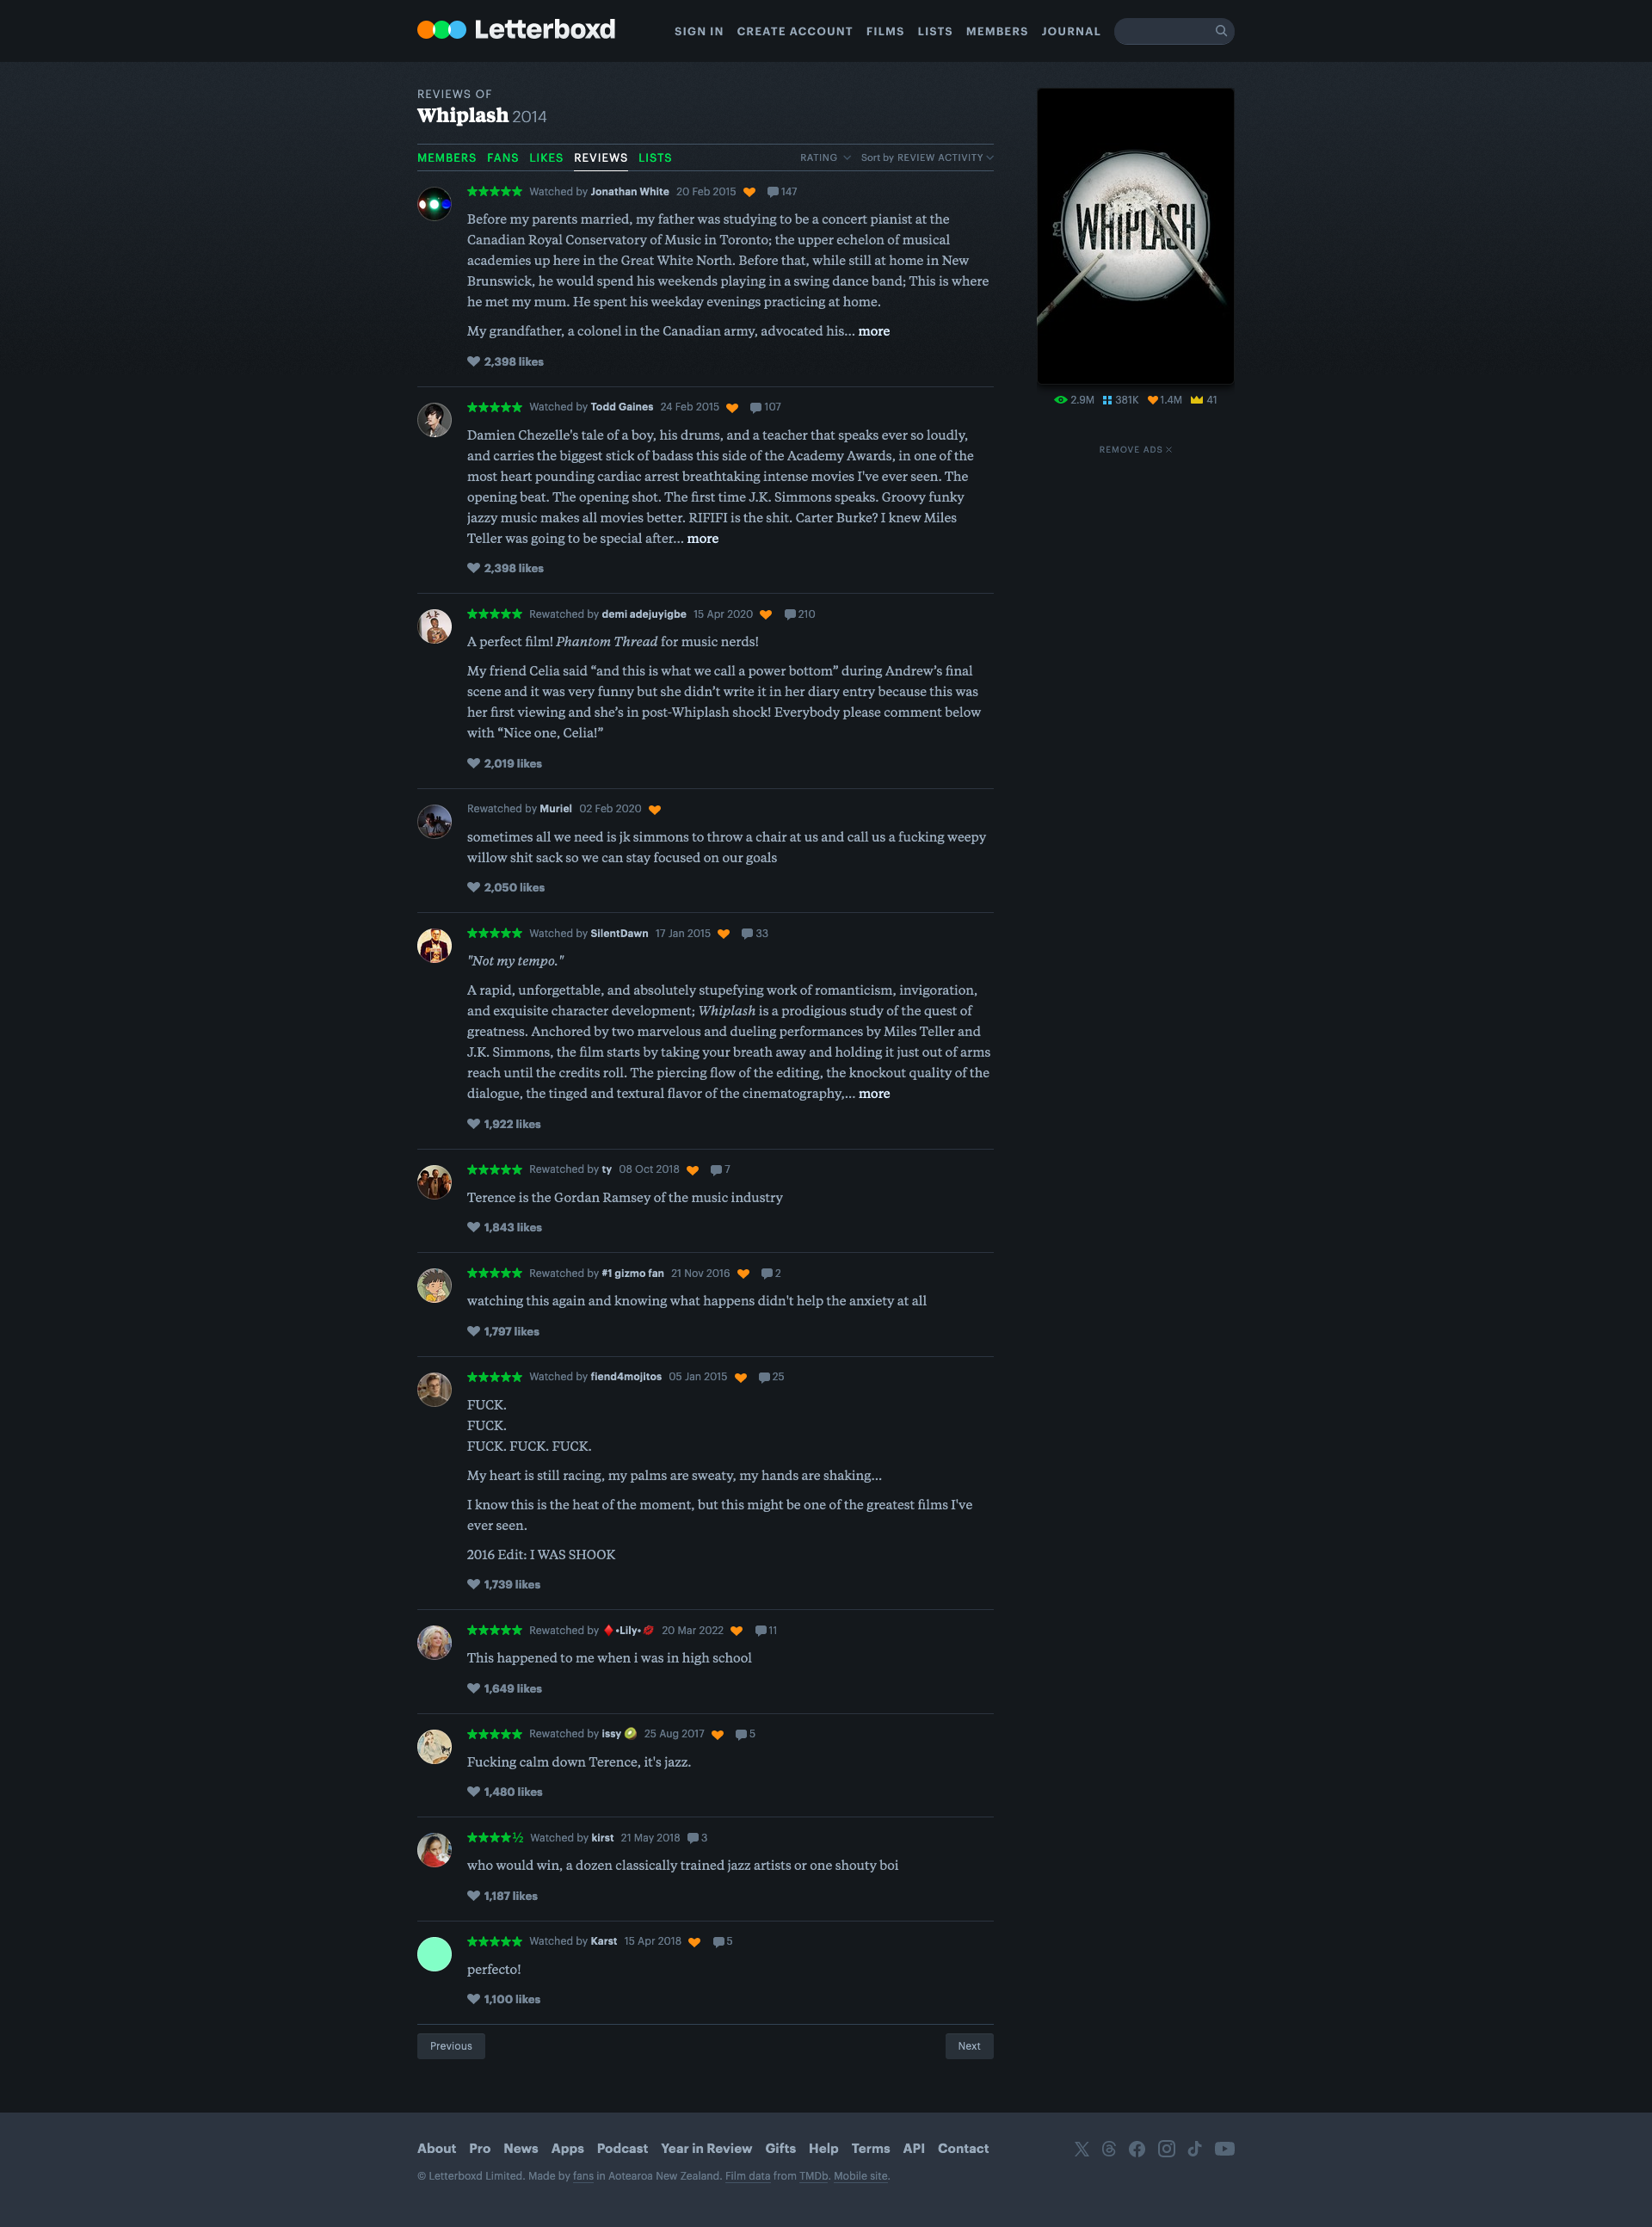 Letterboxd
SIGN IN CREATE ACCOUNT FILMS LISTS MEMBERS JOURNAL
REVIEWS OF
Whiplash 2014
MEMBERS FANS LIKES REVIEWS LISTS RATING Sort by REVIEW ACTIVITY
★★★★★ Watched by Jonathan White 20 Feb 2015 147
Before my parents married, my father was studying to be a concert pianist at the
Canadian Royal Conservatory of Music in Toronto; the upper echelon of musical
academies up here in the Great White North. Before that, while still at home in New
Brunswick, he would spend his weekends playing in a swing dance band; This is where
he met my mum. He spent his weekday evenings practicing at home.
My grandfather, a colonel in the Canadian army, advocated his… more
2,398 likes
★★★★★ Watched by Todd Gaines 24 Feb 2015 107
Damien Chezelle's tale of a boy, his drums, and a teacher that speaks ever so loudly,
and carries the biggest stick of badass this side of the Academy Awards, in one of the
most heart pounding cardiac arrest breathtaking intense movies I've ever seen. The
opening beat. The opening shot. The first time J.K. Simmons speaks. Groovy funky
jazzy music makes all movies better. RIFIFI is the shit. Carter Burke? I knew Miles
Teller was going to be special after… more
2,398 likes
★★★★★ Rewatched by demi adejuyigbe 15 Apr 2020 210
A perfect film! Phantom Thread for music nerds!
My friend Celia said “and this is what we call a power bottom” during Andrew’s final
scene and it was very funny but she didn’t write it in her diary entry because this was
her first viewing and she’s in post-Whiplash shock! Everybody please comment below
with “Nice one, Celia!”
2,019 likes
Rewatched by Muriel 02 Feb 2020
sometimes all we need is jk simmons to throw a chair at us and call us a fucking weepy
willow shit sack so we can stay focused on our goals
2,050 likes
★★★★★ Watched by SilentDawn 17 Jan 2015 33
"Not my tempo."
A rapid, unforgettable, and absolutely stupefying work of romanticism, invigoration,
and exquisite character development; Whiplash is a prodigious study of the quest of
greatness. Anchored by two marvelous and dueling performances by Miles Teller and
J.K. Simmons, the film starts by taking your breath away and holding it just out of arms
reach until the credits roll. The piercing flow of the editing, the knockout quality of the
dialogue, the tinged and textural flavor of the cinematography,… more
1,922 likes
★★★★★ Rewatched by ty 08 Oct 2018 7
Terence is the Gordan Ramsey of the music industry
1,843 likes
★★★★★ Rewatched by #1 gizmo fan 21 Nov 2016 2
watching this again and knowing what happens didn't help the anxiety at all
1,797 likes
★★★★★ Watched by fiend4mojitos 05 Jan 2015 25
FUCK.
FUCK.
FUCK. FUCK. FUCK.
My heart is still racing, my palms are sweaty, my hands are shaking...
I know this is the heat of the moment, but this might be one of the greatest films I've
ever seen.
2016 Edit: I WAS SHOOK
1,739 likes
★★★★★ Rewatched by ♦️•Lily•💋 20 Mar 2022 11
This happened to me when i was in high school
1,649 likes
★★★★★ Rewatched by issy 🥝 25 Aug 2017 5
Fucking calm down Terence, it's jazz.
1,480 likes
★★★★½ Watched by kirst 21 May 2018 3
who would win, a dozen classically trained jazz artists or one shouty boi
1,187 likes
★★★★★ Watched by Karst 15 Apr 2018 5
perfecto!
1,100 likes
Previous Next
WHIPLASH
2.9M 381K 1.4M 41
REMOVE ADS
About Pro News Apps Podcast Year in Review Gifts Help Terms API Contact
© Letterboxd Limited. Made by fans in Aotearoa New Zealand. Film data from TMDb. Mobile site.